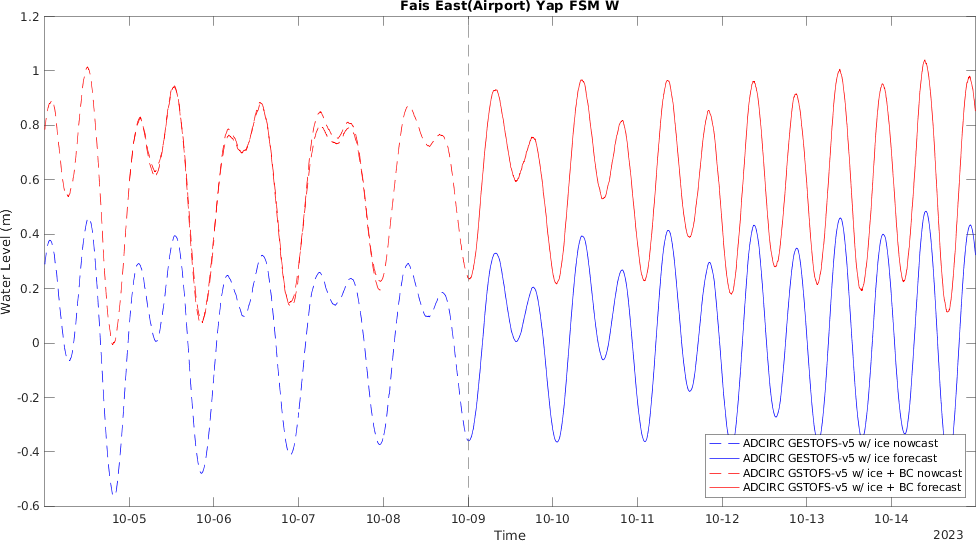 Fais East(Airport) Yap FSM W
1.2
1
0.8
0.6
0.4
0.2
0
-0.2
-0.4
-0.6
Water Level (m)
ADCIRC GESTOFS-v5 w/ ice nowcast
ADCIRC GESTOFS-v5 w/ ice forecast
ADCIRC GSTOFS-v5 w/ ice + BC nowcast
ADCIRC GSTOFS-v5 w/ ice + BC forecast
10-05 10-06 10-07 10-08 10-09 10-10 10-11 10-12 10-13 10-14
Time
2023